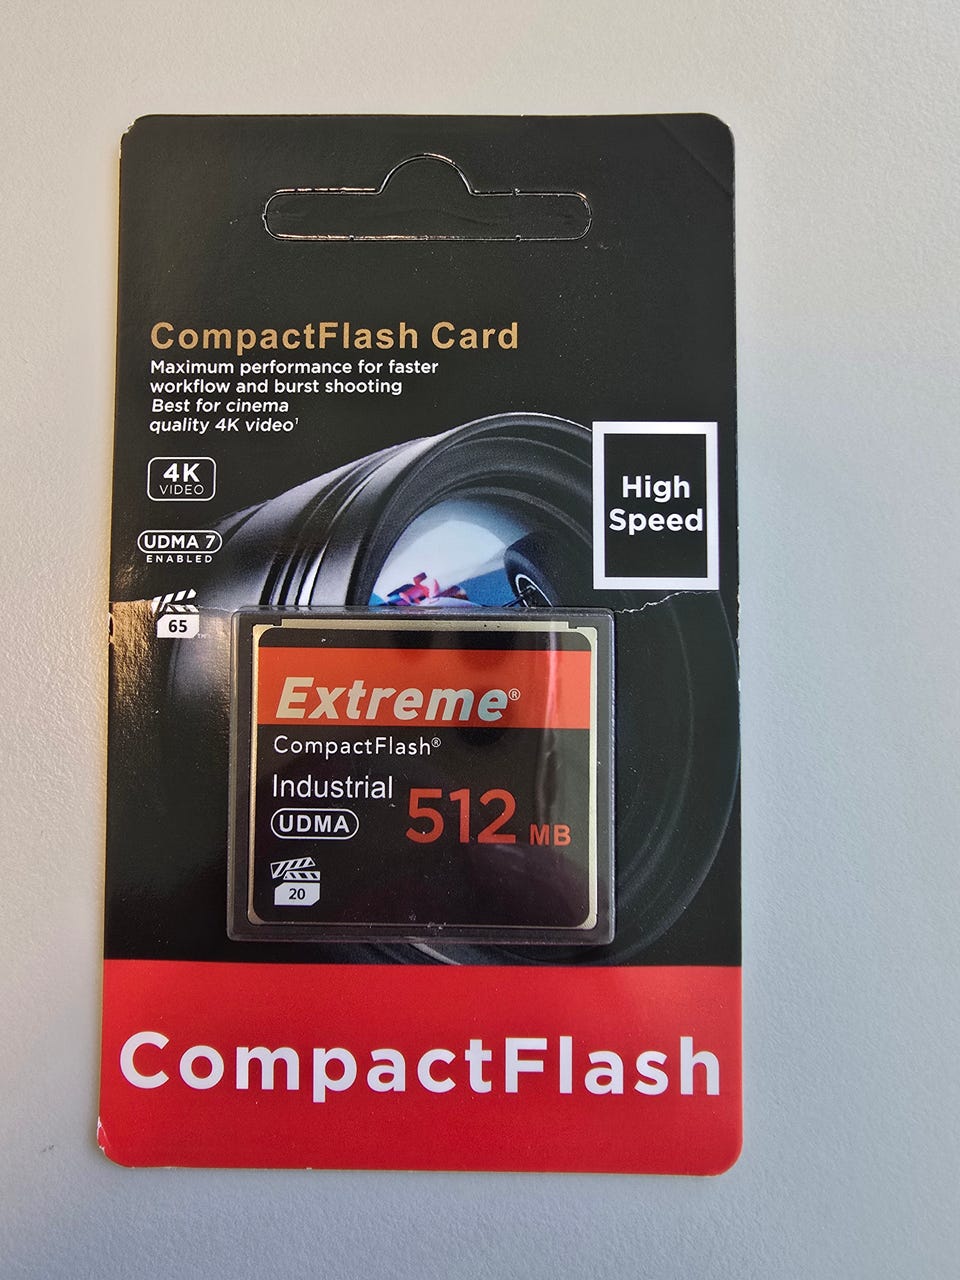 CompactFlash Card
Maximum performance for faster
workflow and burst shooting
Best for cinema
quality 4K video¹
4K
VIDEO
High
Speed
UDMA 7
ENABLED
65
TM
Extreme®
CompactFlash®
Industrial
512 MB
UDMA
20
CompactFlash